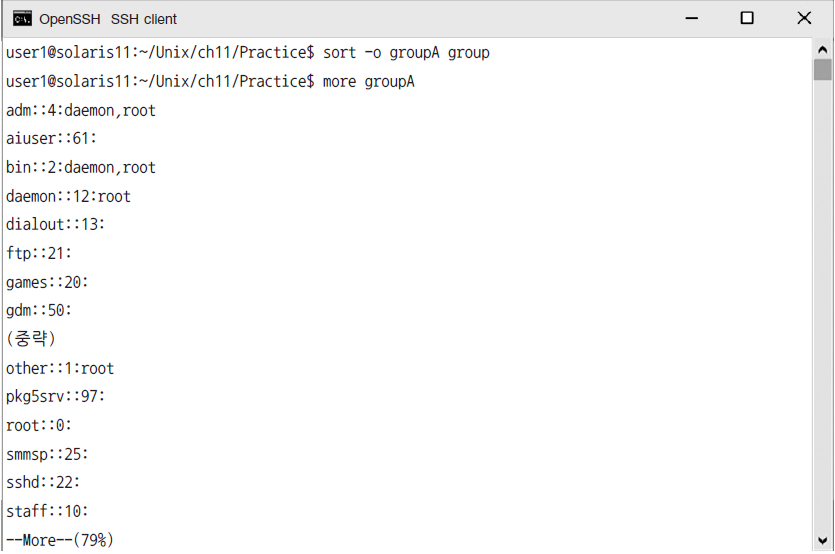 OpenSSH SSH client
user1@solaris11:~/Unix/ch11/Practice$ sort -o groupA group
user1@solaris11:~/Unix/ch11/Practice$ more groupA
adm::4:daemon,root
aiuser::61:
bin::2:daemon,root
daemon::12:root
dialout::13:
ftp::21:
games::20:
gdm::50:
(중략)
other::1:root
pkg5srv::97:
root::0:
smmsp::25:
sshd::22:
staff::10:
--More--(79%)